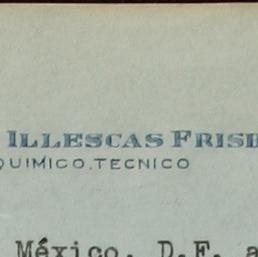 ILLESCAS FRISB
QUIMICO.TECNICO
México, D.F. a